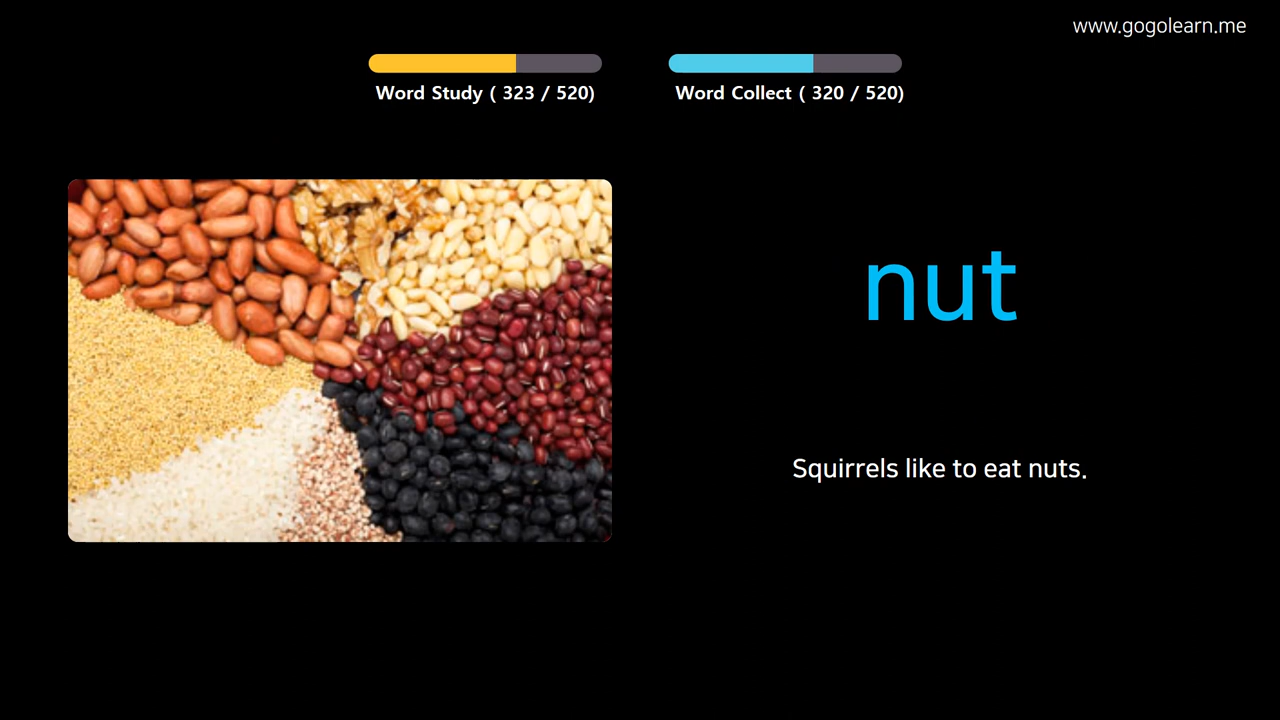 www.gogolearn.me
Word Study ( 323 / 520)
Word Collect ( 320 / 520)
nut
Squirrels like to eat nuts.